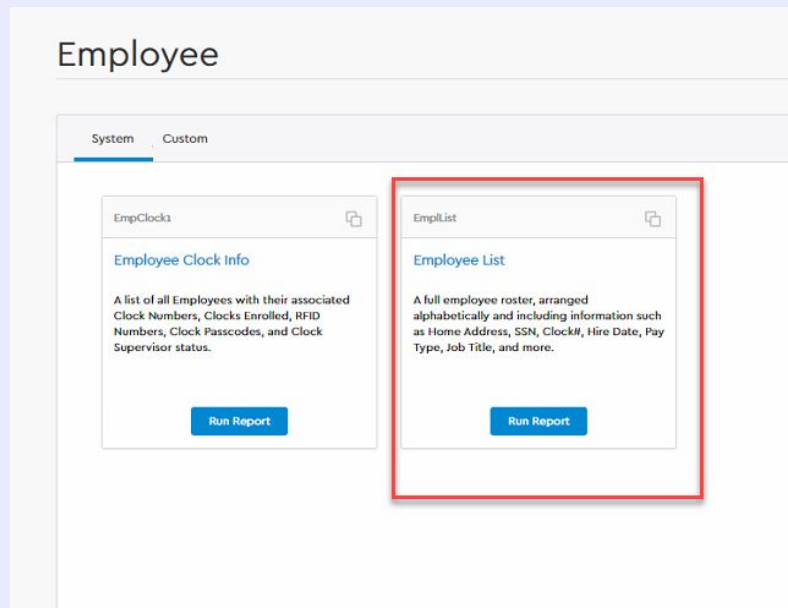 Employee
System Custom
EmpClock1
Employee Clock Info
A list of all Employees with their associated
Clock Numbers, Clocks Enrolled, RFID
Numbers, Clock Passcodes, and Clock
Supervisor status.
Run Report
EmplList
Employee List
A full employee roster, arranged
alphabetically and including information such
as Home Address, SSN, Clock#, Hire Date, Pay
Type, Job Title, and more.
Run Report